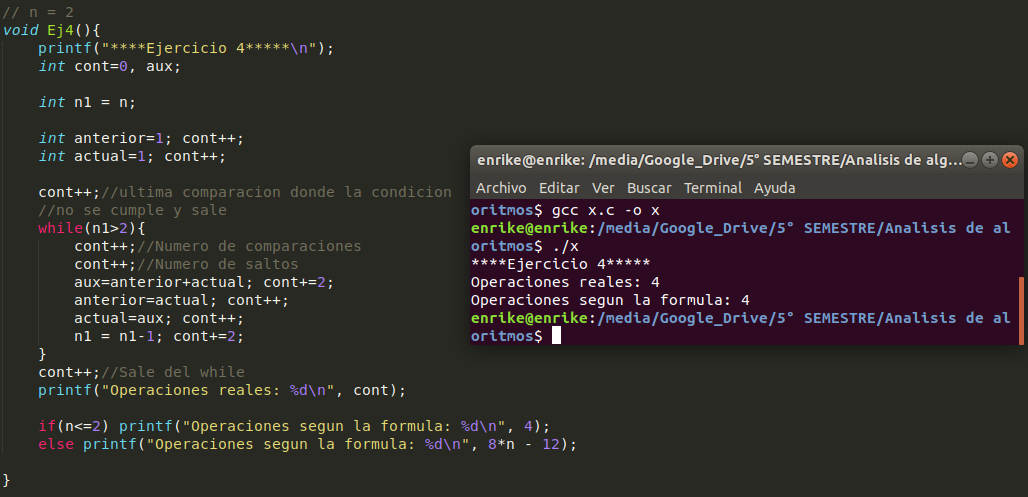 // n = 2
void Ej4(){
printf("****Ejercicio 4*****\n");
int cont=0, aux;
int n1 = n;
int anterior=1; cont++;
int actual=1; cont++;
cont++;//ultima comparacion donde la condicion
//no se cumple y sale
while(n1>2){
cont++;//Numero de comparaciones
cont++;//Numero de saltos
aux=anterior+actual; cont+=2;
anterior=actual; cont++;
actual=aux; cont++;
n1 = n1-1; cont+=2;
}
cont++;//Sale del while
printf("Operaciones reales: %d\n", cont);
if(n<=2) printf("Operaciones segun la formula: %d\n", 4);
else printf("Operaciones segun la formula: %d\n", 8*n - 12);
}
enrike@enrike: /media/Google_Drive/5° SEMESTRE/Analisis de alg...
Archivo Editar Ver Buscar Terminal Ayuda
oritmos$ gcc x.c -o x
enrike@enrike:/media/Google_Drive/5° SEMESTRE/Analisis de al
oritmos$ ./x
****Ejercicio 4*****
Operaciones reales: 4
Operaciones segun la formula: 4
enrike@enrike:/media/Google_Drive/5° SEMESTRE/Analisis de al
oritmos$